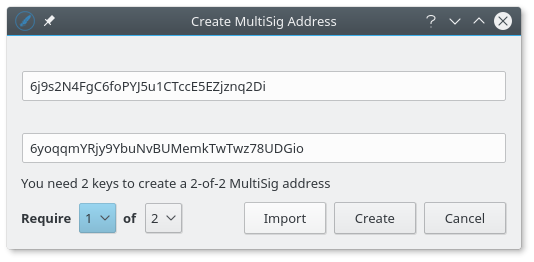 Create MultiSig Address
6j9s2N4FgC6foPYJ5u1CTccE5EZjznq2Di
6yoqqmYRjy9YbuNvBUMemkTwTwz78UDGio
You need 2 keys to create a 2-of-2 MultiSig address
Require 1 of 2 Import Create Cancel